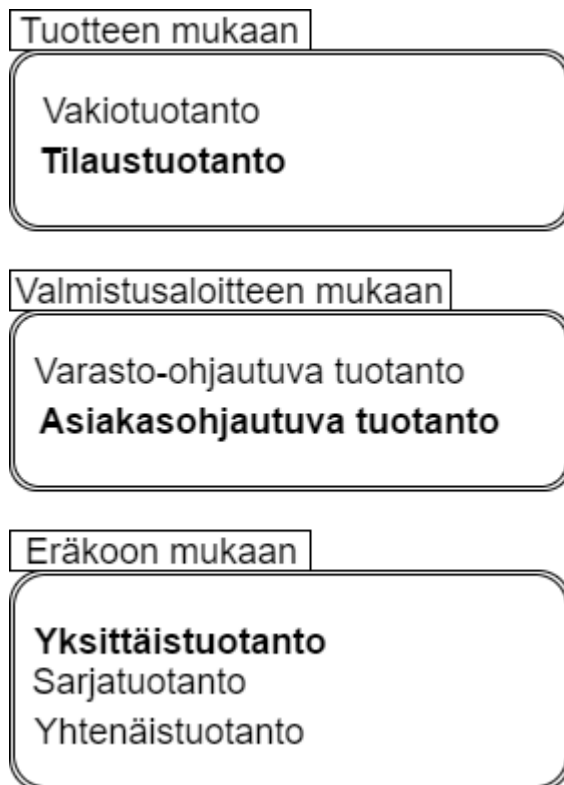 Tuotteen mukaan
Vakiotuotanto
Tilaustuotanto
Valmistusaloitteen mukaan
Varasto-ohjautuva tuotanto
Asiakasohjautuva tuotanto
Eräkoon mukaan
Yksittäistuotanto
Sarjatuotanto
Yhtenäistuotanto